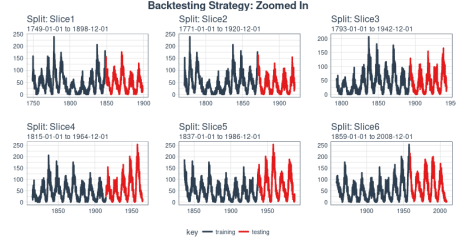 Backtesting Strategy: Zoomed In
Split: Slice1
1749-01-01 to 1898-12-01
250
200
150
100
50
0
1750 1800 1850 1900
Split: Slice2
1771-01-01 to 1920-12-01
250
200
150
100
50
0
1800 1850 1900
Split: Slice3
1793-01-01 to 1942-12-01
200
150
100
50
0
1800 1850 1900 195
Split: Slice4
1815-01-01 to 1964-12-01
250
200
150
100
50
0
1850 1900 1950
Split: Slice5
1837-01-01 to 1986-12-01
250
200
150
100
50
0
1850 1900 1950
Split: Slice6
1859-01-01 to 2008-12-01
250
200
150
100
50
0
1900 1950 2000
key training testing